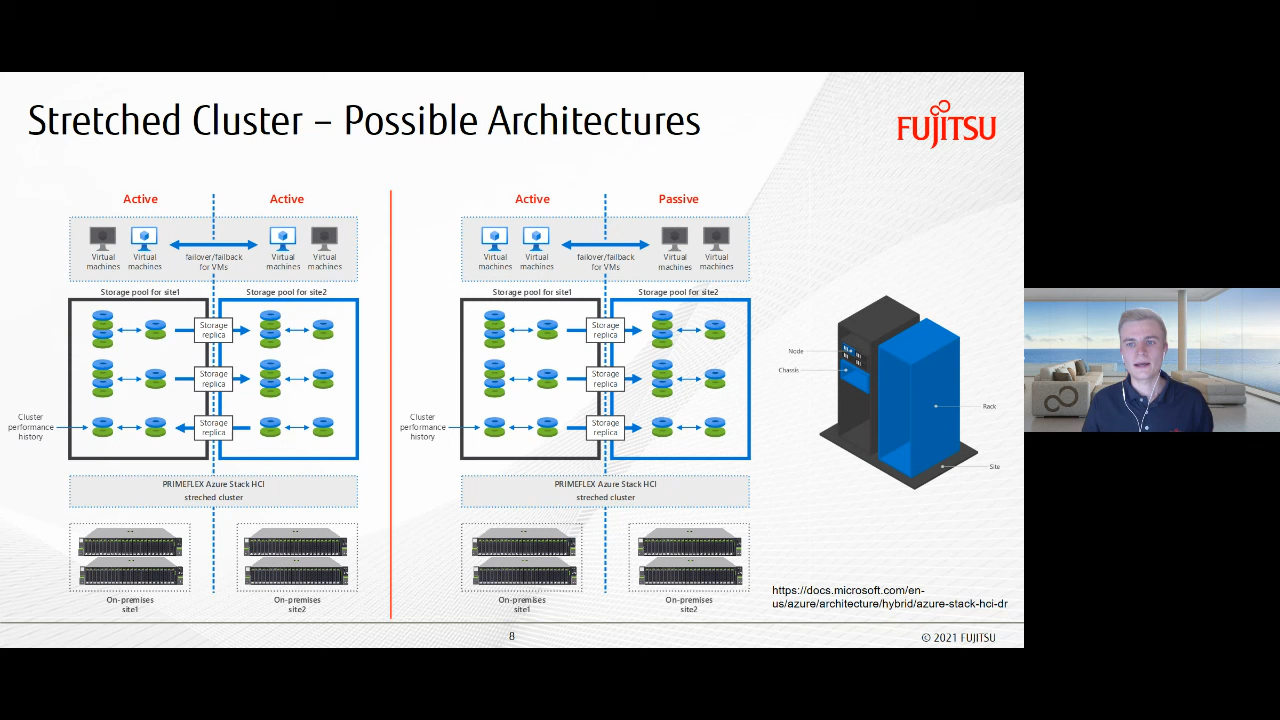 Stretched Cluster – Possible Architectures
FUJITSU
Active
Active
Virtual
machines
Virtual
machines
failover/failback
for VMs
Virtual
machines
Virtual
machines
Storage pool for site1
Storage pool for site2
Storage
replica
Storage
replica
Cluster
performance
history
Storage
replica
PRIMEFLEX Azure Stack HCI
streched cluster
On-premises
site1
On-premises
site2
Active
Passive
Virtual
machines
Virtual
machines
failover/failback
for VMs
Virtual
machines
Virtual
machines
Storage pool for site1
Storage pool for site2
Storage
replica
Storage
replica
Cluster
performance
history
Storage
replica
PRIMEFLEX Azure Stack HCI
streched cluster
On-premises
site1
On-premises
site2
Node
Chassis
Rack
Site
https://docs.microsoft.com/en-
us/azure/architecture/hybrid/azure-stack-hci-dr
8
© 2021 FUJITSU